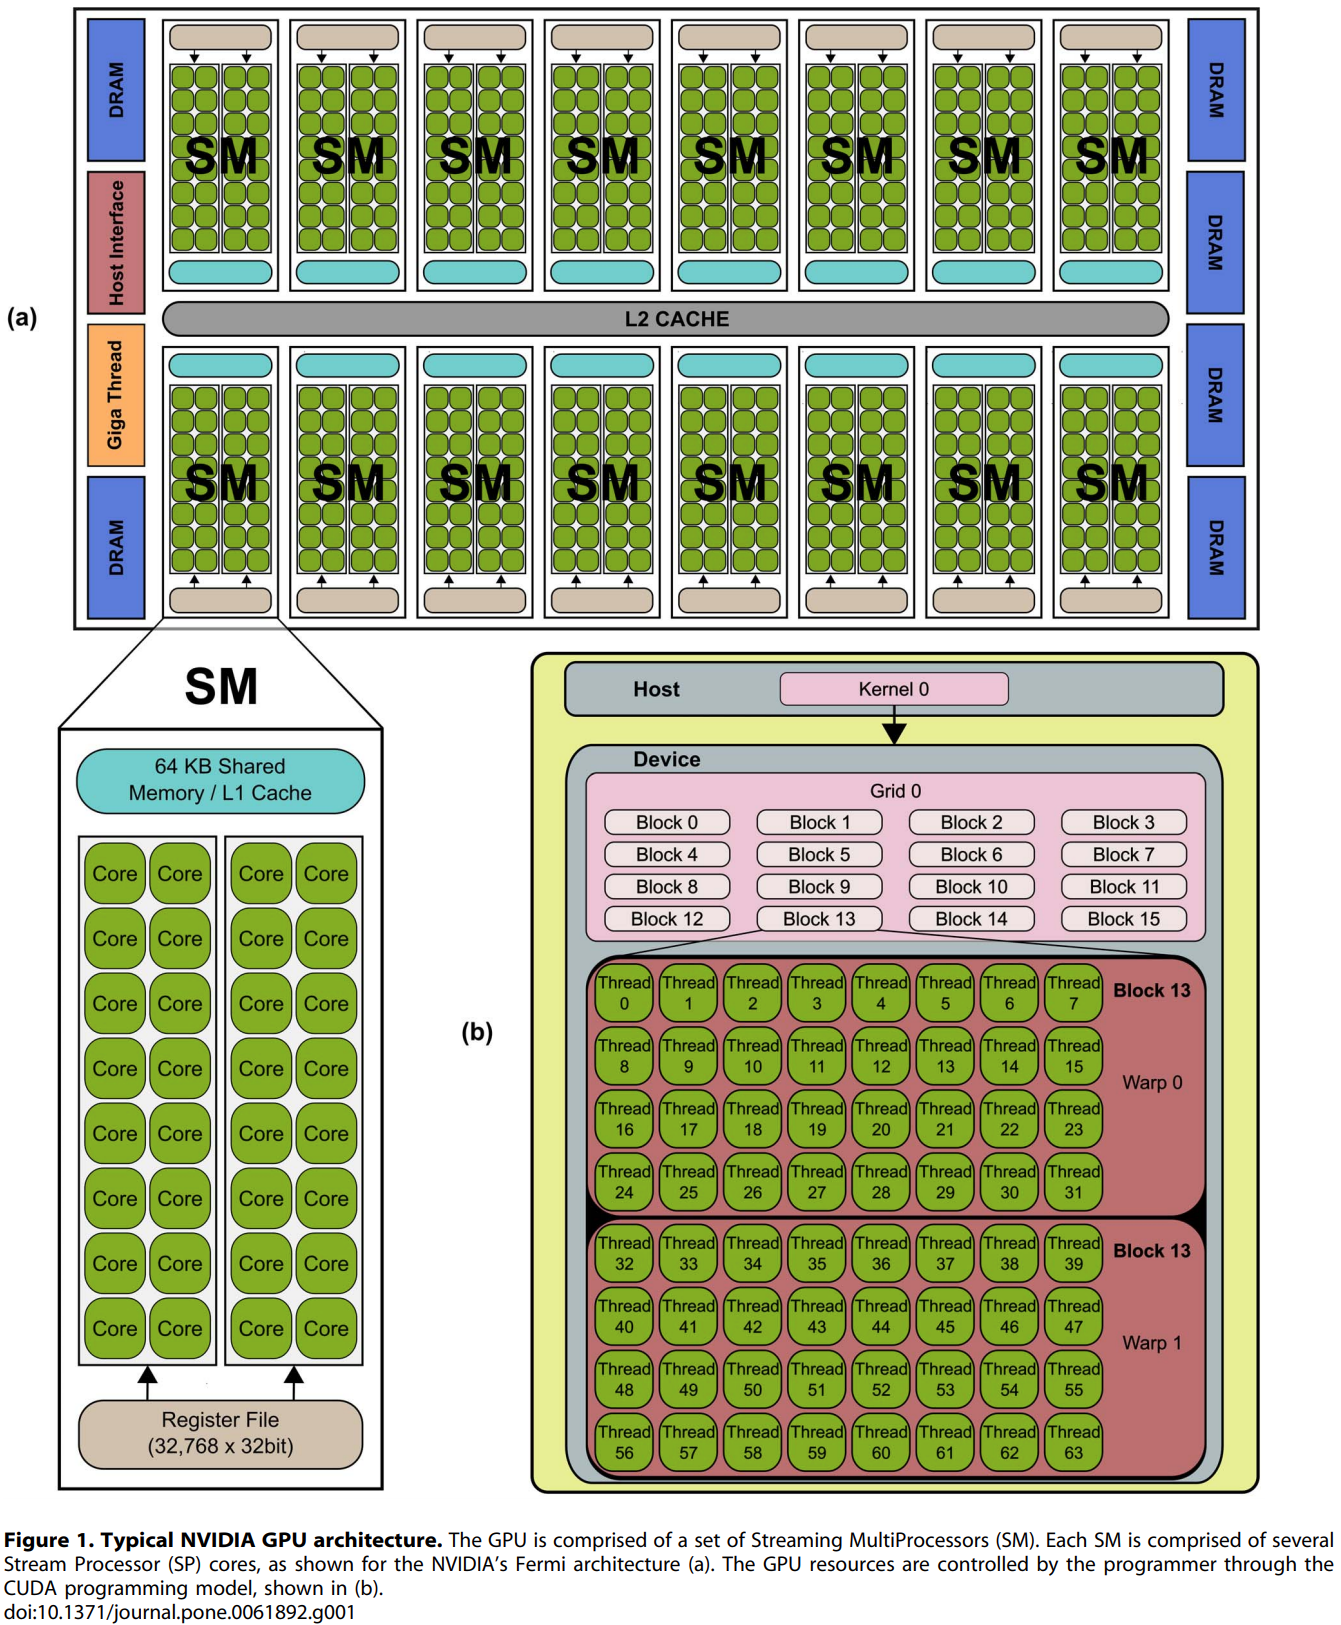 (a)
DRAM
Host Interface
Giga Thread
DRAM
SM SM SM SM SM SM SM SM
L2 CACHE
SM SM SM SM SM SM SM SM
DRAM
DRAM
DRAM
DRAM
SM
64 KB Shared
Memory / L1 Cache
Core Core Core Core
Core Core Core Core
Core Core Core Core
Core Core Core Core
Core Core Core Core
Core Core Core Core
Core Core Core Core
Core Core Core Core
Register File
(32,768 x 32bit)
(b)
Host
Kernel 0
Device
Grid 0
Block 0 Block 1 Block 2 Block 3
Block 4 Block 5 Block 6 Block 7
Block 8 Block 9 Block 10 Block 11
Block 12 Block 13 Block 14 Block 15
Thread Thread Thread Thread Thread Thread Thread Thread
0 1 2 3 4 5 6 7
Block 13
Thread Thread Thread Thread Thread Thread Thread Thread
8 9 10 11 12 13 14 15
Warp 0
Thread Thread Thread Thread Thread Thread Thread Thread
16 17 18 19 20 21 22 23
Thread Thread Thread Thread Thread Thread Thread Thread
24 25 26 27 28 29 30 31
Thread Thread Thread Thread Thread Thread Thread Thread
32 33 34 35 36 37 38 39
Block 13
Thread Thread Thread Thread Thread Thread Thread Thread
40 41 42 43 44 45 46 47
Warp 1
Thread Thread Thread Thread Thread Thread Thread Thread
48 49 50 51 52 53 54 55
Thread Thread Thread Thread Thread Thread Thread Thread
56 57 58 59 60 61 62 63
Figure 1. Typical NVIDIA GPU architecture. The GPU is comprised of a set of Streaming MultiProcessors (SM). Each SM is comprised of several
Stream Processor (SP) cores, as shown for the NVIDIA's Fermi architecture (a). The GPU resources are controlled by the programmer through the
CUDA programming model, shown in (b).
doi:10.1371/journal.pone.0061892.g001